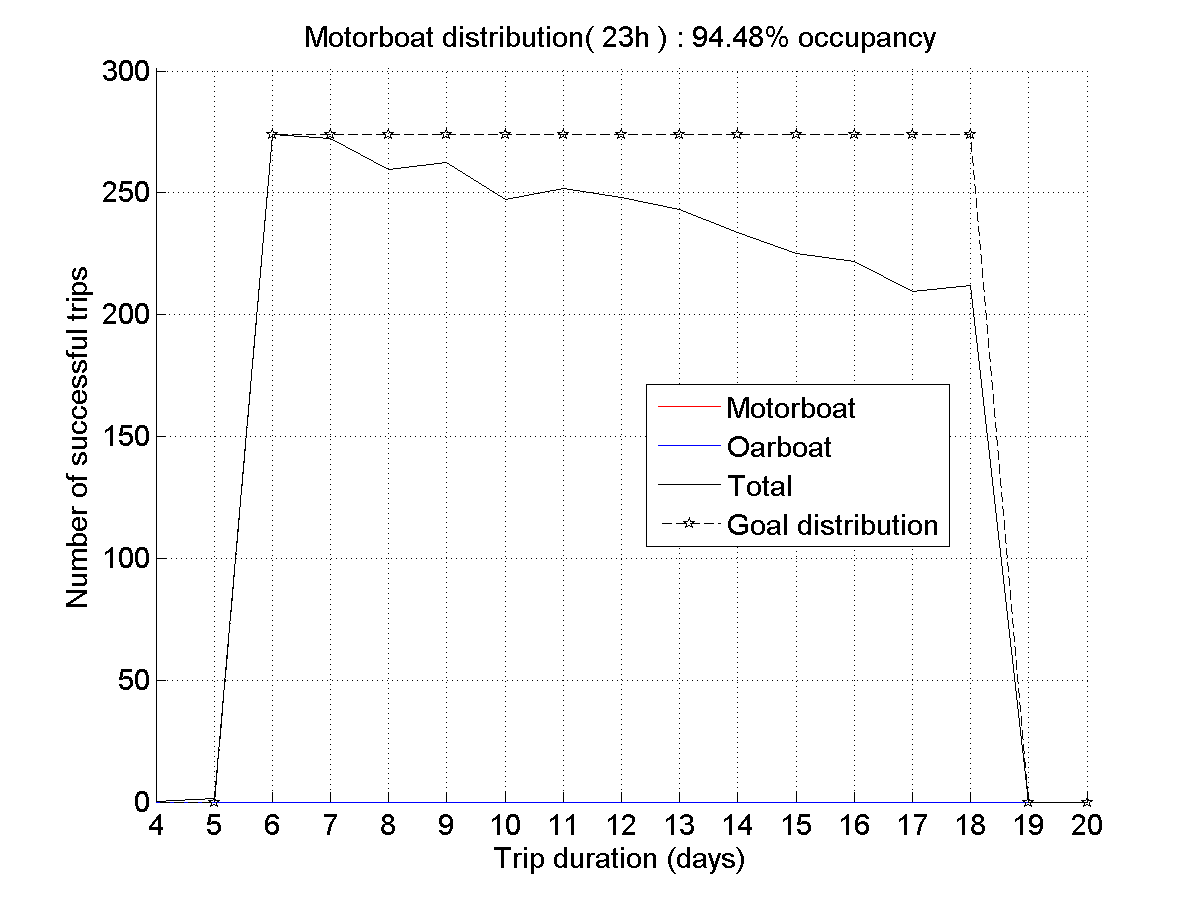 Motorboat distribution( 23h ) : 94.48% occupancy
300
250
200
150
100
50
0
Number of successful trips
Motorboat
Oarboat
Total
Goal distribution
4 5 6 7 8 9 10 11 12 13 14 15 16 17 18 19 20
Trip duration (days)